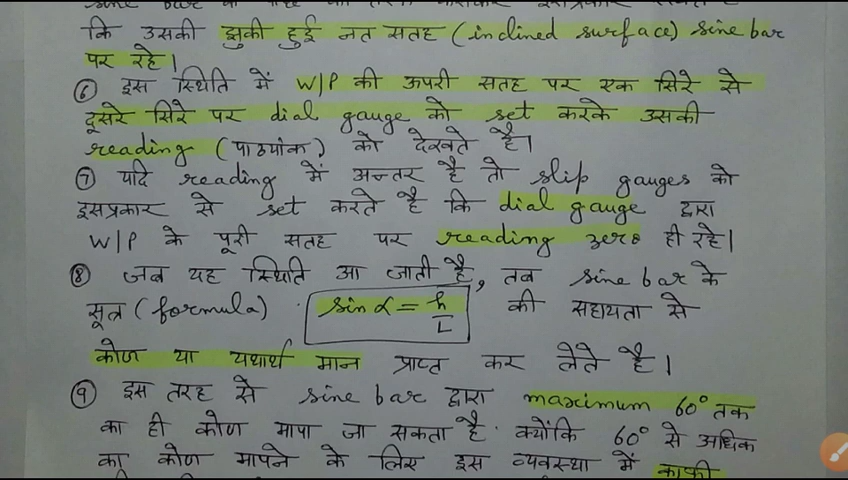 sine bar
कि उसकी झुकी हुई नत सतह (inclined surface) sine bar
पर रहे।
⑥ इस स्थिति में W/P की ऊपरी सतह पर एक सिरे से
दूसरे सिरे पर dial gauge को set करके उसकी
reading (पाठयांक) को देखते है।
⑦ यदि reading में अन्तर है तो slip gauges को
इसप्रकार से set करते है कि dial gauge द्वारा
W/P के पूरी सतह पर reading zero ही रहे।
⑧ जब यह स्थिति आ जाती है, तब sine bar के
सूत्र (formula) sin α = h/L की सहायता से
कोण या यथार्थ मान प्राप्त कर लेते है।
⑨ इस तरह से sine bar द्वारा maximum 60° तक
का ही कोण मापा जा सकता है. क्योंकि 60° से अधिक
का कोण मापने के लिए इस व्यवस्था में काफी